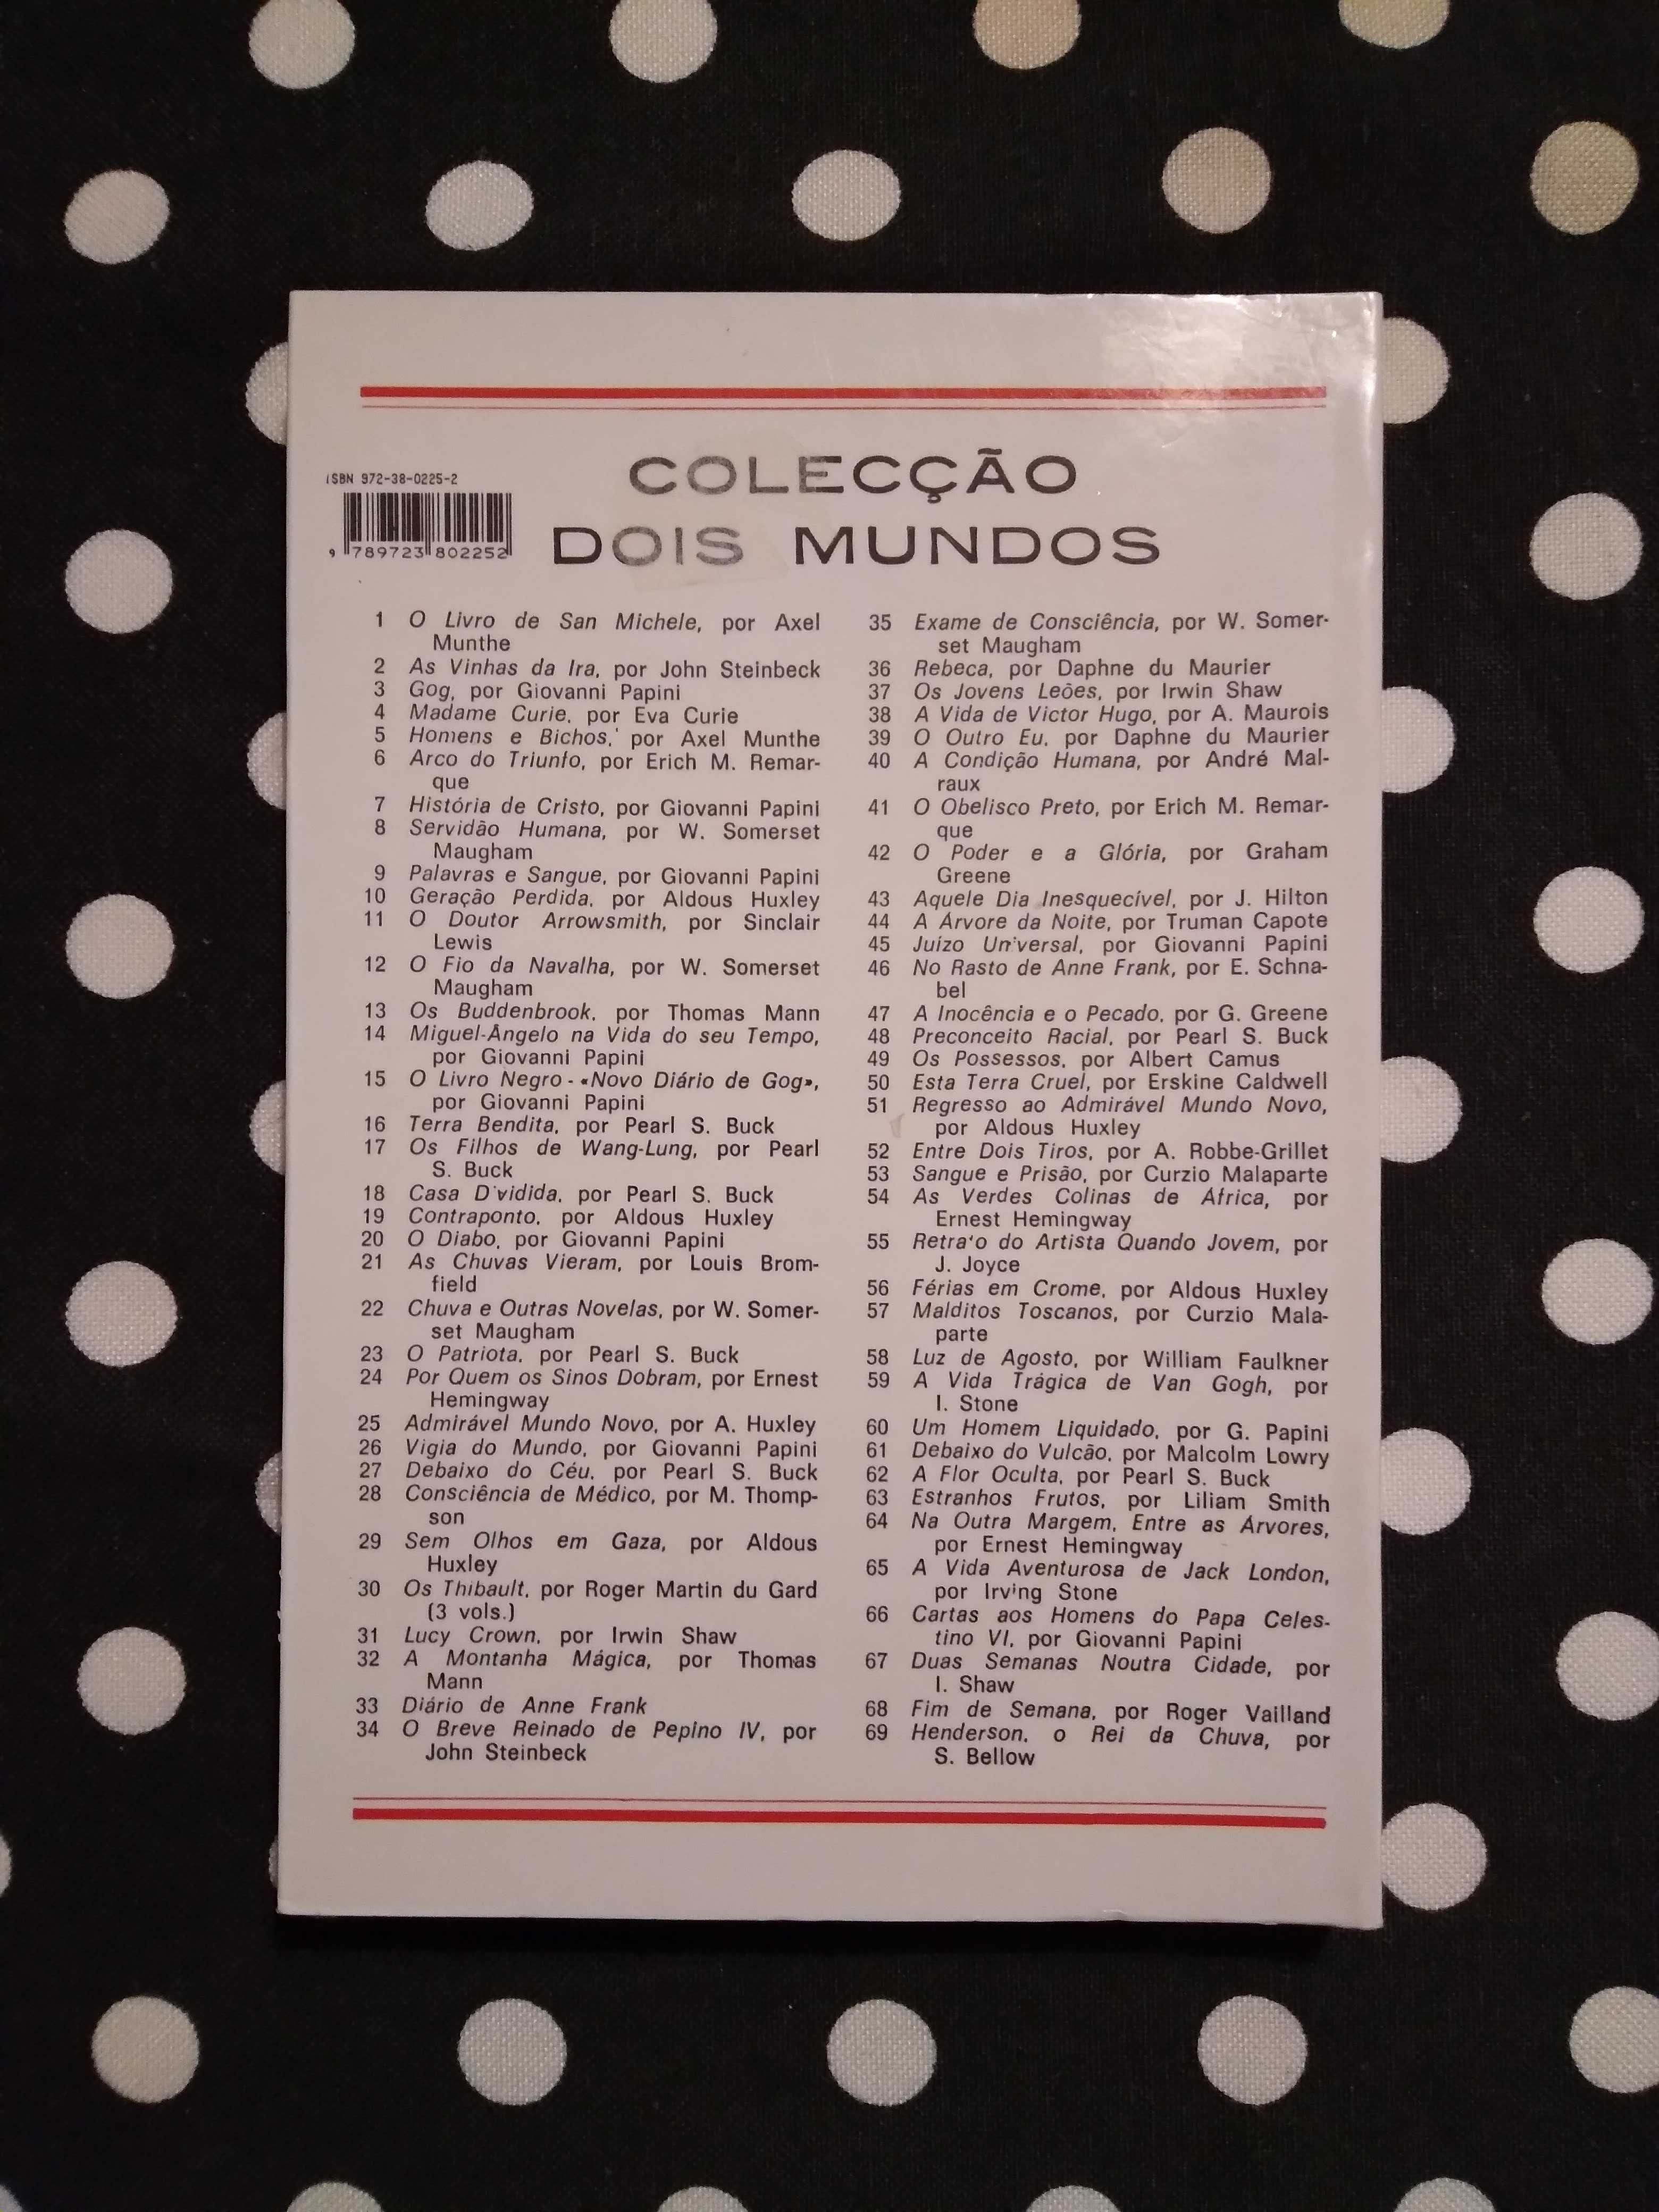 COLECÇÃO
DOIS MUNDOS
ISBN 972-38-0225-2
9 789723 802252
1 O Livro de San Michele, por Axel
Munthe
2 As Vinhas da Ira, por John Steinbeck
3 Gog, por Giovanni Papini
4 Madame Curie, por Eva Curie
5 Homens e Bichos, por Axel Munthe
6 Arco do Triunfo, por Erich M. Remar-
que
7 História de Cristo, por Giovanni Papini
8 Servidão Humana, por W. Somerset
Maugham
9 Palavras e Sangue, por Giovanni Papini
10 Geração Perdida, por Aldous Huxley
11 O Doutor Arrowsmith, por Sinclair
Lewis
12 O Fio da Navalha, por W. Somerset
Maugham
13 Os Buddenbrook, por Thomas Mann
14 Miguel-Ângelo na Vida do seu Tempo,
por Giovanni Papini
15 O Livro Negro - «Novo Diário de Gog»,
por Giovanni Papini
16 Terra Bendita, por Pearl S. Buck
17 Os Filhos de Wang-Lung, por Pearl
S. Buck
18 Casa D'vidida, por Pearl S. Buck
19 Contraponto, por Aldous Huxley
20 O Diabo, por Giovanni Papini
21 As Chuvas Vieram, por Louis Brom-
field
22 Chuva e Outras Novelas, por W. Somer-
set Maugham
23 O Patriota, por Pearl S. Buck
24 Por Quem os Sinos Dobram, por Ernest
Hemingway
25 Admirável Mundo Novo, por A. Huxley
26 Vigia do Mundo, por Giovanni Papini
27 Debaixo do Céu, por Pearl S. Buck
28 Consciência de Médico, por M. Thomp-
son
29 Sem Olhos em Gaza, por Aldous
Huxley
30 Os Thibault, por Roger Martin du Gard
(3 vols.)
31 Lucy Crown, por Irwin Shaw
32 A Montanha Mágica, por Thomas
Mann
33 Diário de Anne Frank
34 O Breve Reinado de Pepino IV, por
John Steinbeck
35 Exame de Consciência, por W. Somer-
set Maugham
36 Rebeca, por Daphne du Maurier
37 Os Jovens Leões, por Irwin Shaw
38 A Vida de Victor Hugo, por A. Maurois
39 O Outro Eu, por Daphne du Maurier
40 A Condição Humana, por André Mal-
raux
41 O Obelisco Preto, por Erich M. Remar-
que
42 O Poder e a Glória, por Graham
Greene
43 Aquele Dia Inesquecível, por J. Hilton
44 A Árvore da Noite, por Truman Capote
45 Juízo Un'versal, por Giovanni Papini
46 No Rasto de Anne Frank, por E. Schna-
bel
47 A Inocência e o Pecado, por G. Greene
48 Preconceito Racial, por Pearl S. Buck
49 Os Possessos, por Albert Camus
50 Esta Terra Cruel, por Erskine Caldwell
51 Regresso ao Admirável Mundo Novo,
por Aldous Huxley
52 Entre Dois Tiros, por A. Robbe-Grillet
53 Sangue e Prisão, por Curzio Malaparte
54 As Verdes Colinas de África, por
Ernest Hemingway
55 Retra'o do Artista Quando Jovem, por
J. Joyce
56 Férias em Crome, por Aldous Huxley
57 Malditos Toscanos, por Curzio Mala-
parte
58 Luz de Agosto, por William Faulkner
59 A Vida Trágica de Van Gogh, por
I. Stone
60 Um Homem Liquidado, por G. Papini
61 Debaixo do Vulcão, por Malcolm Lowry
62 A Flor Oculta, por Pearl S. Buck
63 Estranhos Frutos, por Liliam Smith
64 Na Outra Margem, Entre as Árvores,
por Ernest Hemingway
65 A Vida Aventurosa de Jack London,
por Irving Stone
66 Cartas aos Homens do Papa Celes-
tino VI, por Giovanni Papini
67 Duas Semanas Noutra Cidade, por
I. Shaw
68 Fim de Semana, por Roger Vailland
69 Henderson, o Rei da Chuva, por
S. Bellow